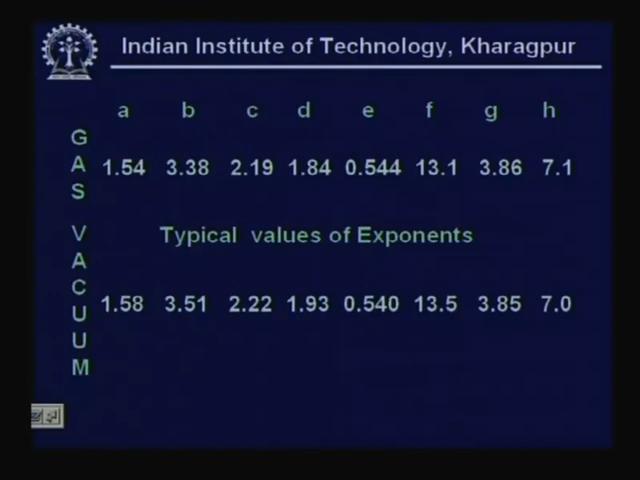 Indian Institute of Technology, Kharagpur
a b c d e f g h
GAS 1.54 3.38 2.19 1.84 0.544 13.1 3.86 7.1
Typical values of Exponents
VACUUM 1.58 3.51 2.22 1.93 0.540 13.5 3.85 7.0